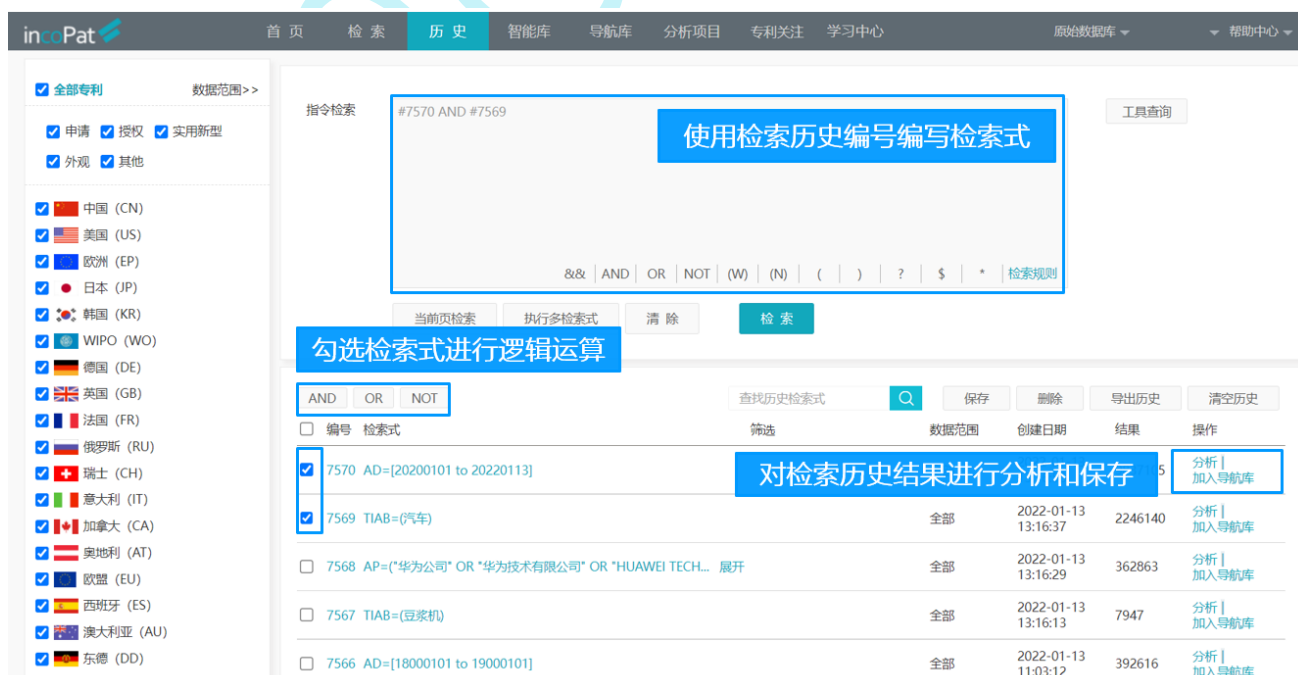 incoPat 首 页 检 索 历 史 智能库 导航库 分析项目 专利关注 学习中心 原始数据库 帮助中心
全部专利 数据范围>>
申请 授权 实用新型
外观 其他
中国 (CN)
美国 (US)
欧洲 (EP)
日本 (JP)
韩国 (KR)
WIPO (WO)
德国 (DE)
英国 (GB)
法国 (FR)
俄罗斯 (RU)
瑞士 (CH)
意大利 (IT)
加拿大 (CA)
奥地利 (AT)
欧盟 (EU)
西班牙 (ES)
澳大利亚 (AU)
东德 (DD)
指令检索 #7570 AND #7569 工具查询
使用检索历史编号编写检索式
&& AND OR NOT (W) (N) ( ) ? $ * 检索规则
当前页检索 执行多检索式 清 除 检 索
勾选检索式进行逻辑运算
AND OR NOT 查找历史检索式 保存 删除 导出历史 清空历史
编号 检索式 筛选 数据范围 创建日期 结果 操作
7570 AD=[20200101 to 20220113] 分析 |
加入导航库
对检索历史结果进行分析和保存
7569 TIAB=(汽车) 全部 2022-01-13 2246140 分析 |
13:16:37 加入导航库
7568 AP=("华为公司" OR "华为技术有限公司" OR "HUAWEI TECH... 展开 全部 2022-01-13 362863 分析 |
13:16:29 加入导航库
7567 TIAB=(豆浆机) 全部 2022-01-13 7947 分析 |
13:16:13 加入导航库
7566 AD=[18000101 to 19000101] 全部 2022-01-13 392616 分析 |
11:03:12 加入导航库